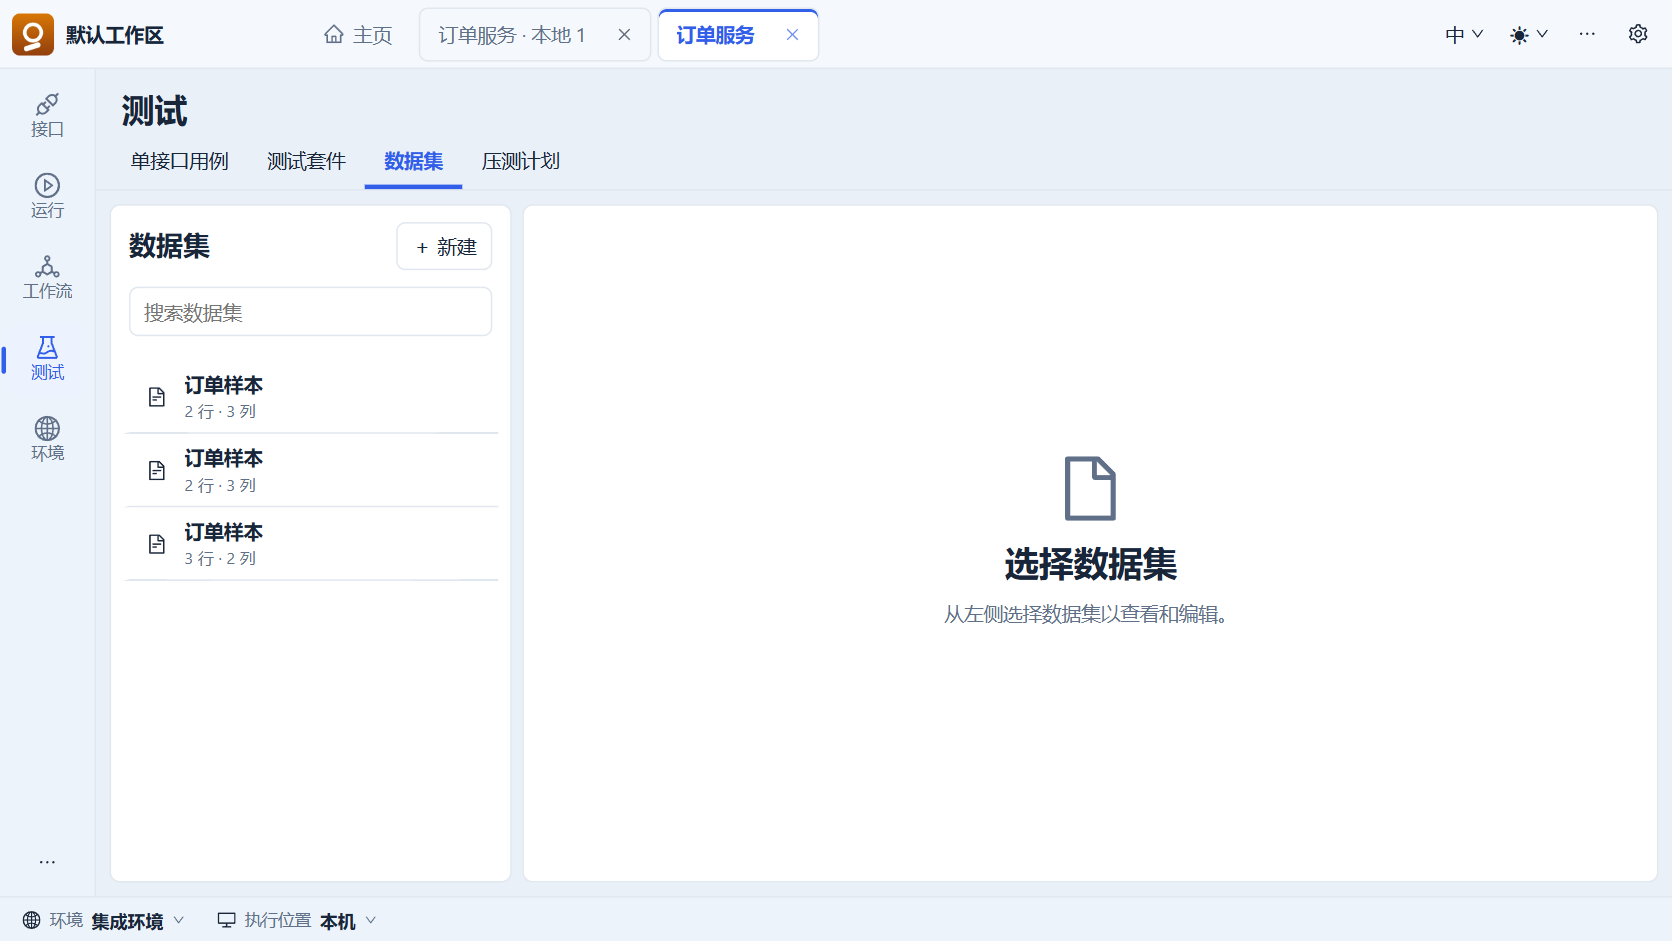 默认工作区
主页
订单服务 · 本地 1
订单服务
中
接口
运行
工作流
测试
环境
测试
单接口用例
测试套件
数据集
压测计划
数据集
+ 新建
搜索数据集
订单样本
2 行 · 3 列
订单样本
2 行 · 3 列
订单样本
3 行 · 2 列
选择数据集
从左侧选择数据集以查看和编辑。
环境 集成环境
执行位置 本机